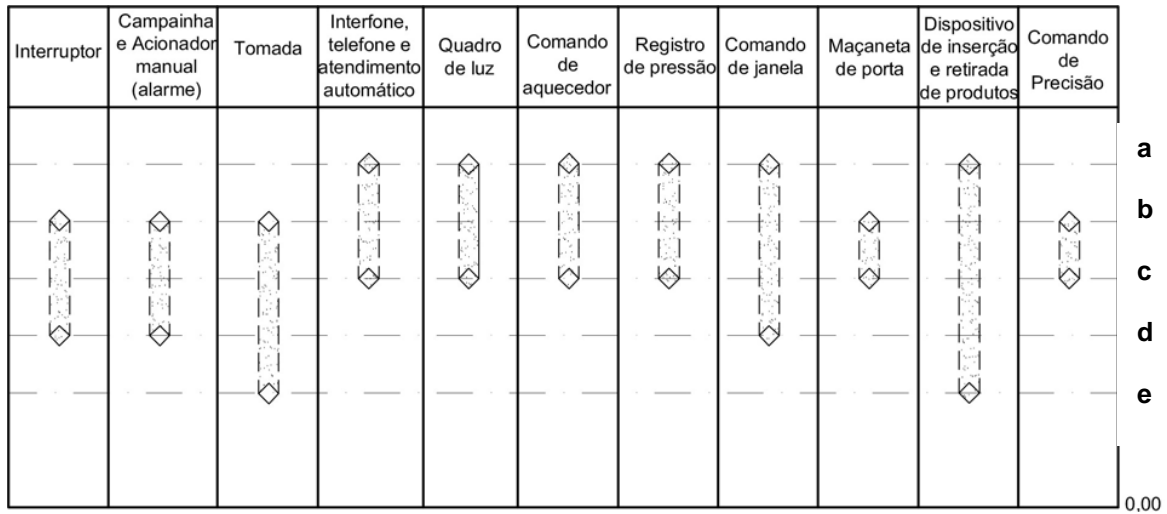 Interruptor
Campainha
e Acionador
manual
(alarme)
Tomada
Interfone,
telefone e
atendimento
automático
Quadro
de luz
Comando
de
aquecedor
Registro
de pressão
Comando
de janela
Maçaneta
de porta
Dispositivo
de inserção
e retirada
de produtos
Comando
de
Precisão
a
b
c
d
e
0,00